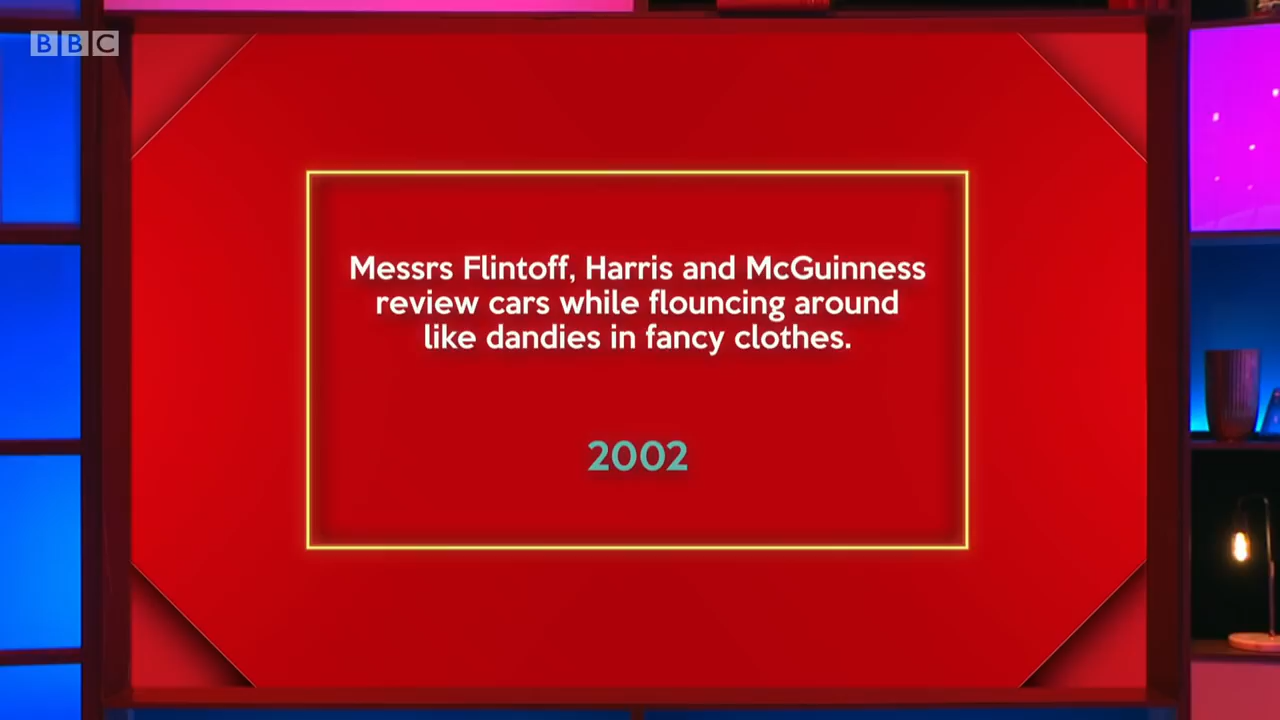 BBC
Messrs Flintoff, Harris and McGuinness
review cars while flouncing around
like dandies in fancy clothes.
2002